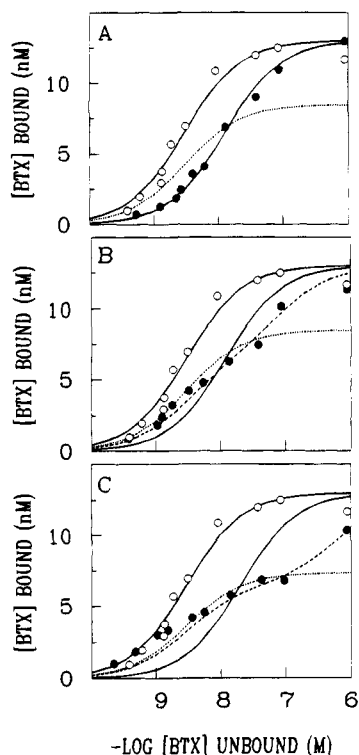 A
10
5
0
[BTX] BOUND (nM)
B
10
5
0
[BTX] BOUND (nM)
C
10
5
0
[BTX] BOUND (nM)
9 8 7 6
-LOG [BTX] UNBOUND (M)